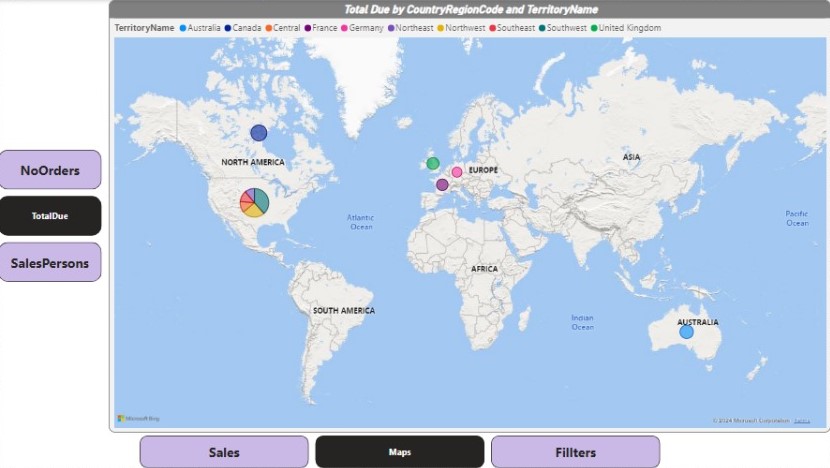 Total Due by CountryRegionCode and TerritoryName
TerritoryName Australia Canada Central France Germany Northeast Northwest Southeast Southwest United Kingdom
NoOrders
TotalDue
SalesPersons
NORTH AMERICA
EUROPE
ASIA
Atlantic
Ocean
Pacific
Ocean
AFRICA
SOUTH AMERICA
Indian
Ocean
AUSTRALIA
Microsoft Bing
© 2024 Microsoft Corporation
Sales
Maps
Fillters